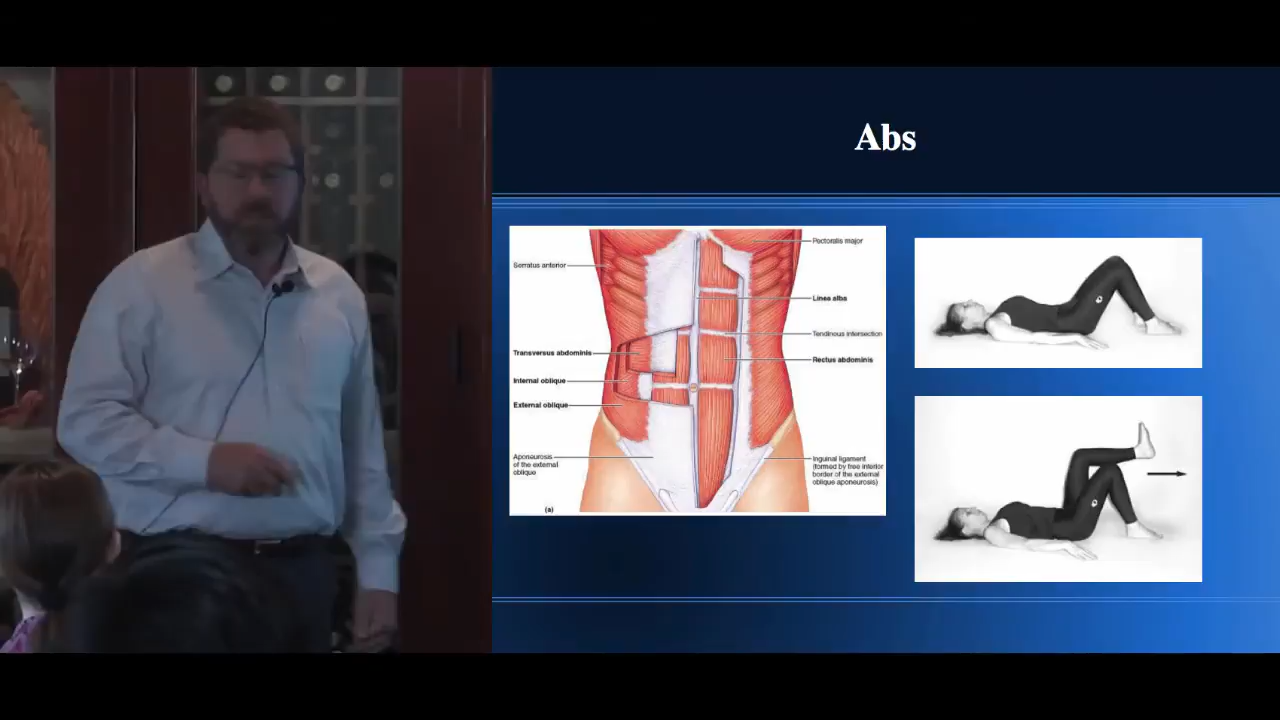 Abs
Pectoralis major
Serratus anterior
Linea alba
Tendinous intersection
Transversus abdominis
Rectus abdominis
Internal oblique
External oblique
Aponeurosis
of the external
oblique
Inguinal ligament
(formed by free inferior
border of the external
oblique aponeurosis)
(a)